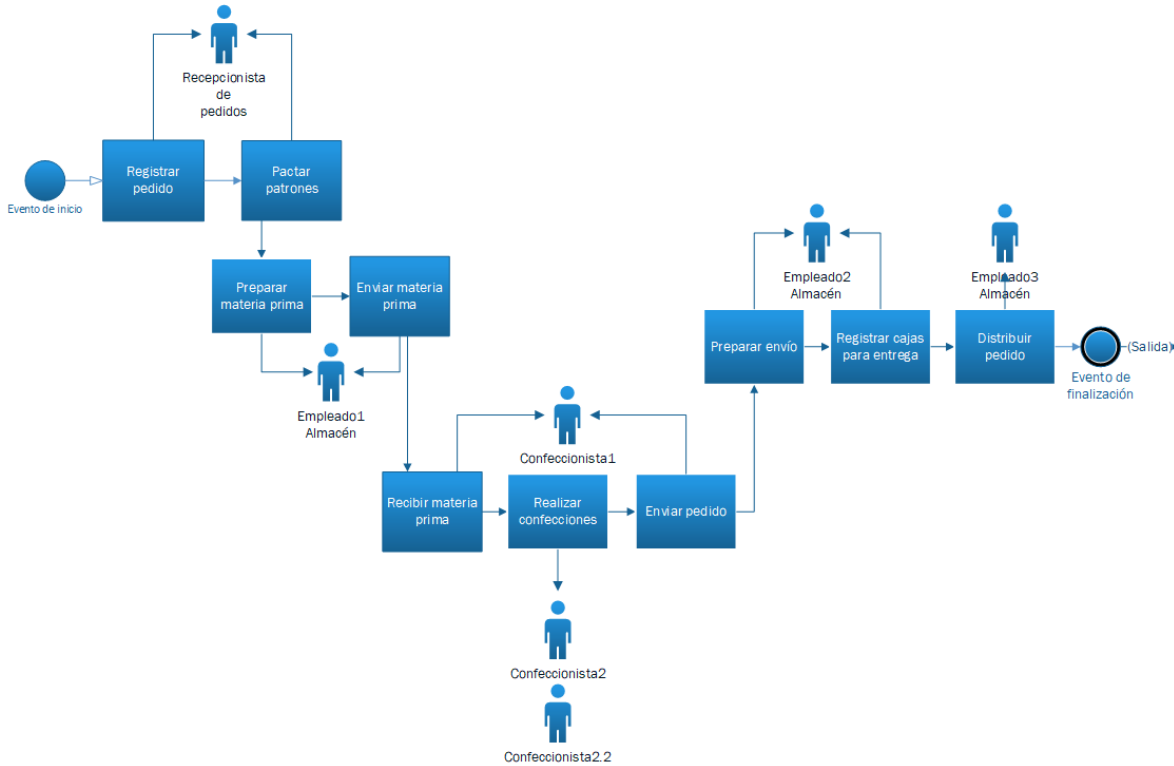 Recepcionista
de
pedidos
Registrar
pedido
Pactar
patrones
Evento de inicio
Preparar
materia prima
Enviar materia
prima
Empleado1
Almacén
Recibir materia
prima
Realizar
confecciones
Enviar pedido
Confeccionista1
Confeccionista2
Confeccionista2.2
Empleado2
Almacén
Empleado3
Almacén
Preparar envío
Registrar cajas
para entrega
Distribuir
pedido
(Salida)
Evento de
finalización